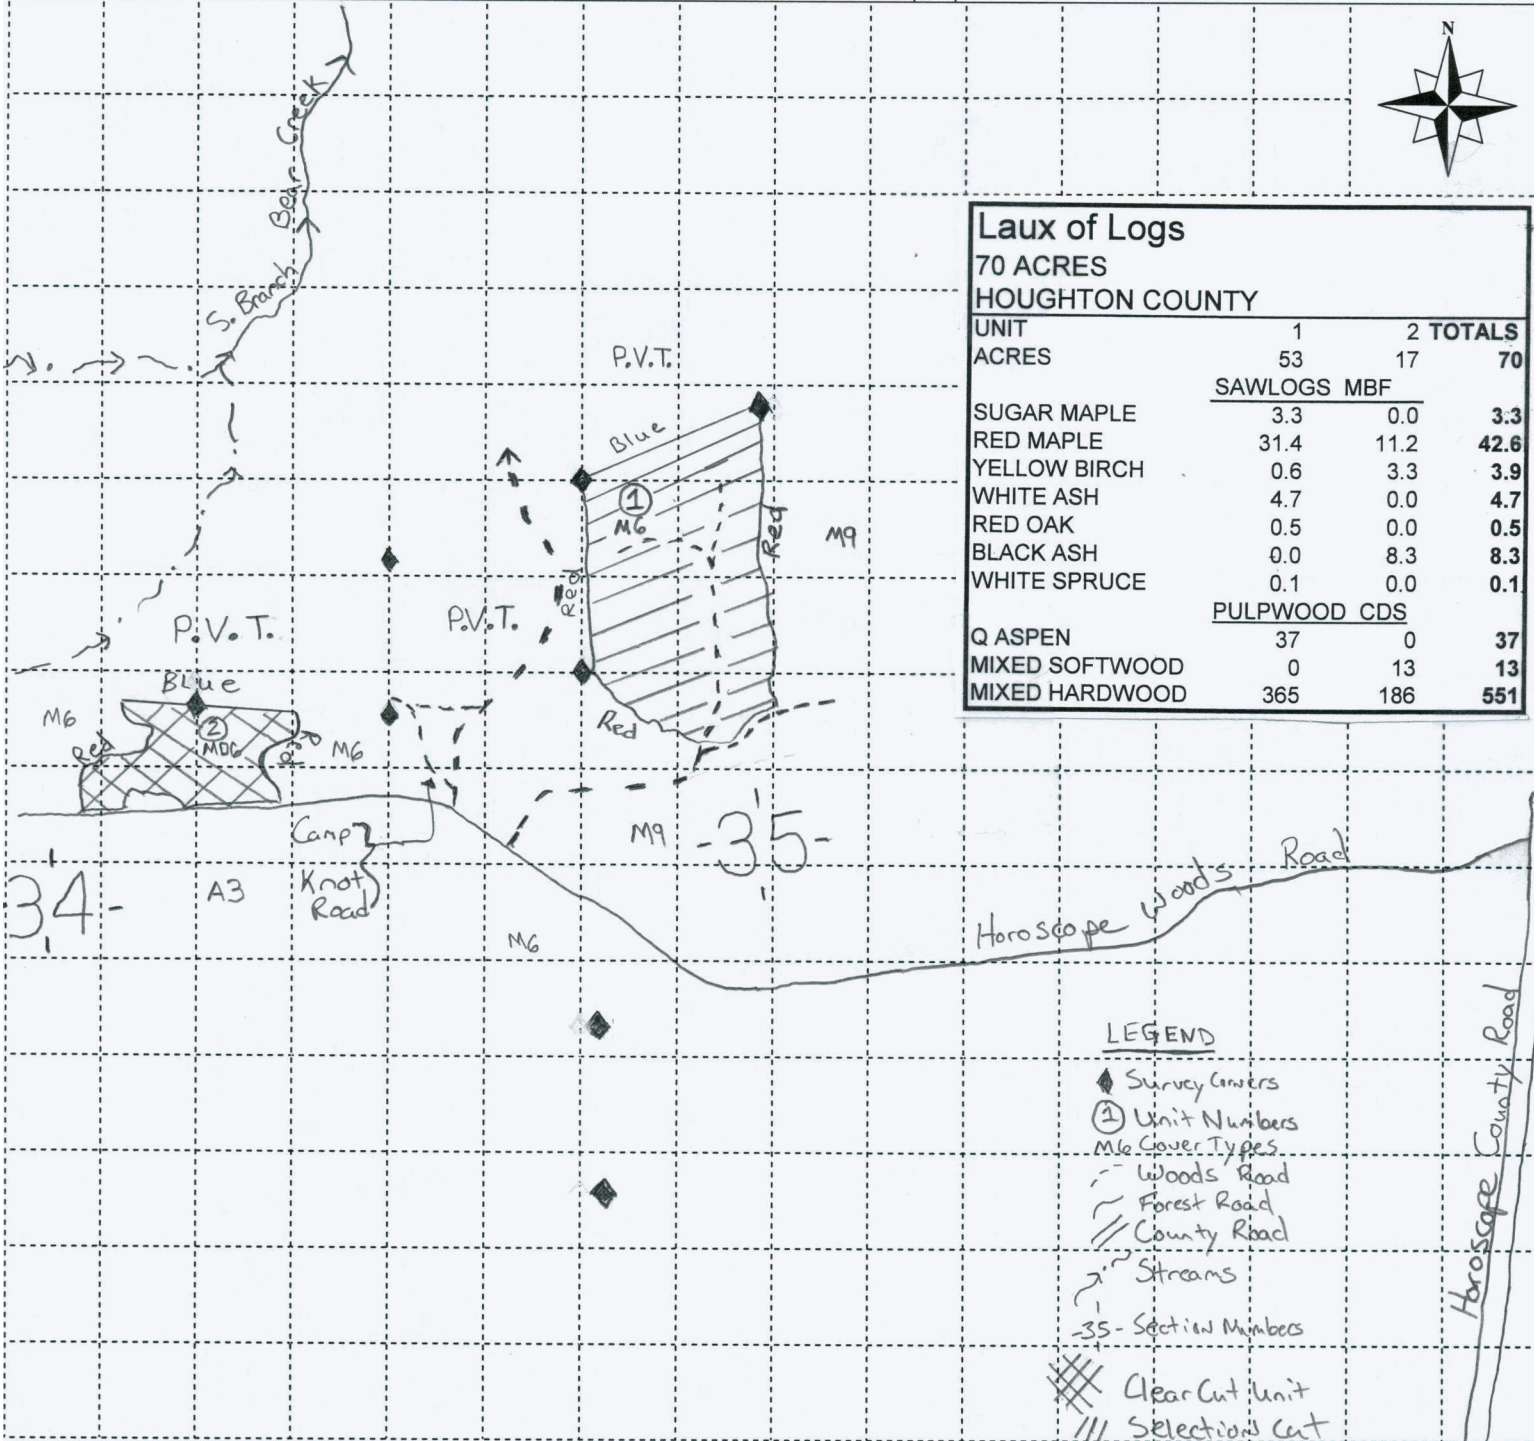 N
Laux of Logs
70 ACRES
HOUGHTON COUNTY
UNIT 1 2 TOTALS
ACRES 53 17 70
SAWLOGS MBF
SUGAR MAPLE 3.3 0.0 3.3
RED MAPLE 31.4 11.2 42.6
YELLOW BIRCH 0.6 3.3 3.9
WHITE ASH 4.7 0.0 4.7
RED OAK 0.5 0.0 0.5
BLACK ASH 0.0 8.3 8.3
WHITE SPRUCE 0.1 0.0 0.1
PULPWOOD CDS
Q ASPEN 37 0 37
MIXED SOFTWOOD 0 13 13
MIXED HARDWOOD 365 186 551
S. Branch Bear Creek
P.V.T.
Blue
1
M6
Red
Red
M9
P.V.T.
P.V.T.
Blue
M6
2
MD6
Red
Red
M6
Red
Camp
Knot
Road
M9
-35-
34-
A3
M6
Horoscope Woods Road
Horoscope County Road
LEGEND
Survey Corners
1 Unit Numbers
M6 Cover Types
Woods Road
Forest Road
County Road
Streams
-35- Section Numbers
Clear Cut Unit
Selection Cut